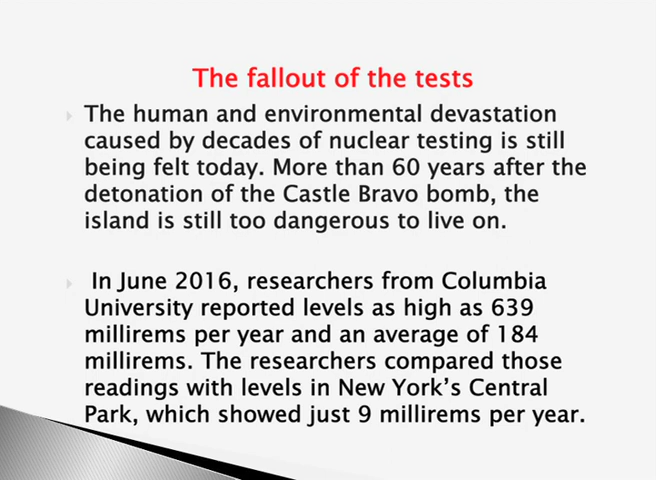 The fallout of the tests
The human and environmental devastation
caused by decades of nuclear testing is still
being felt today. More than 60 years after the
detonation of the Castle Bravo bomb, the
island is still too dangerous to live on.
In June 2016, researchers from Columbia
University reported levels as high as 639
millirems per year and an average of 184
millirems. The researchers compared those
readings with levels in New York’s Central
Park, which showed just 9 millirems per year.